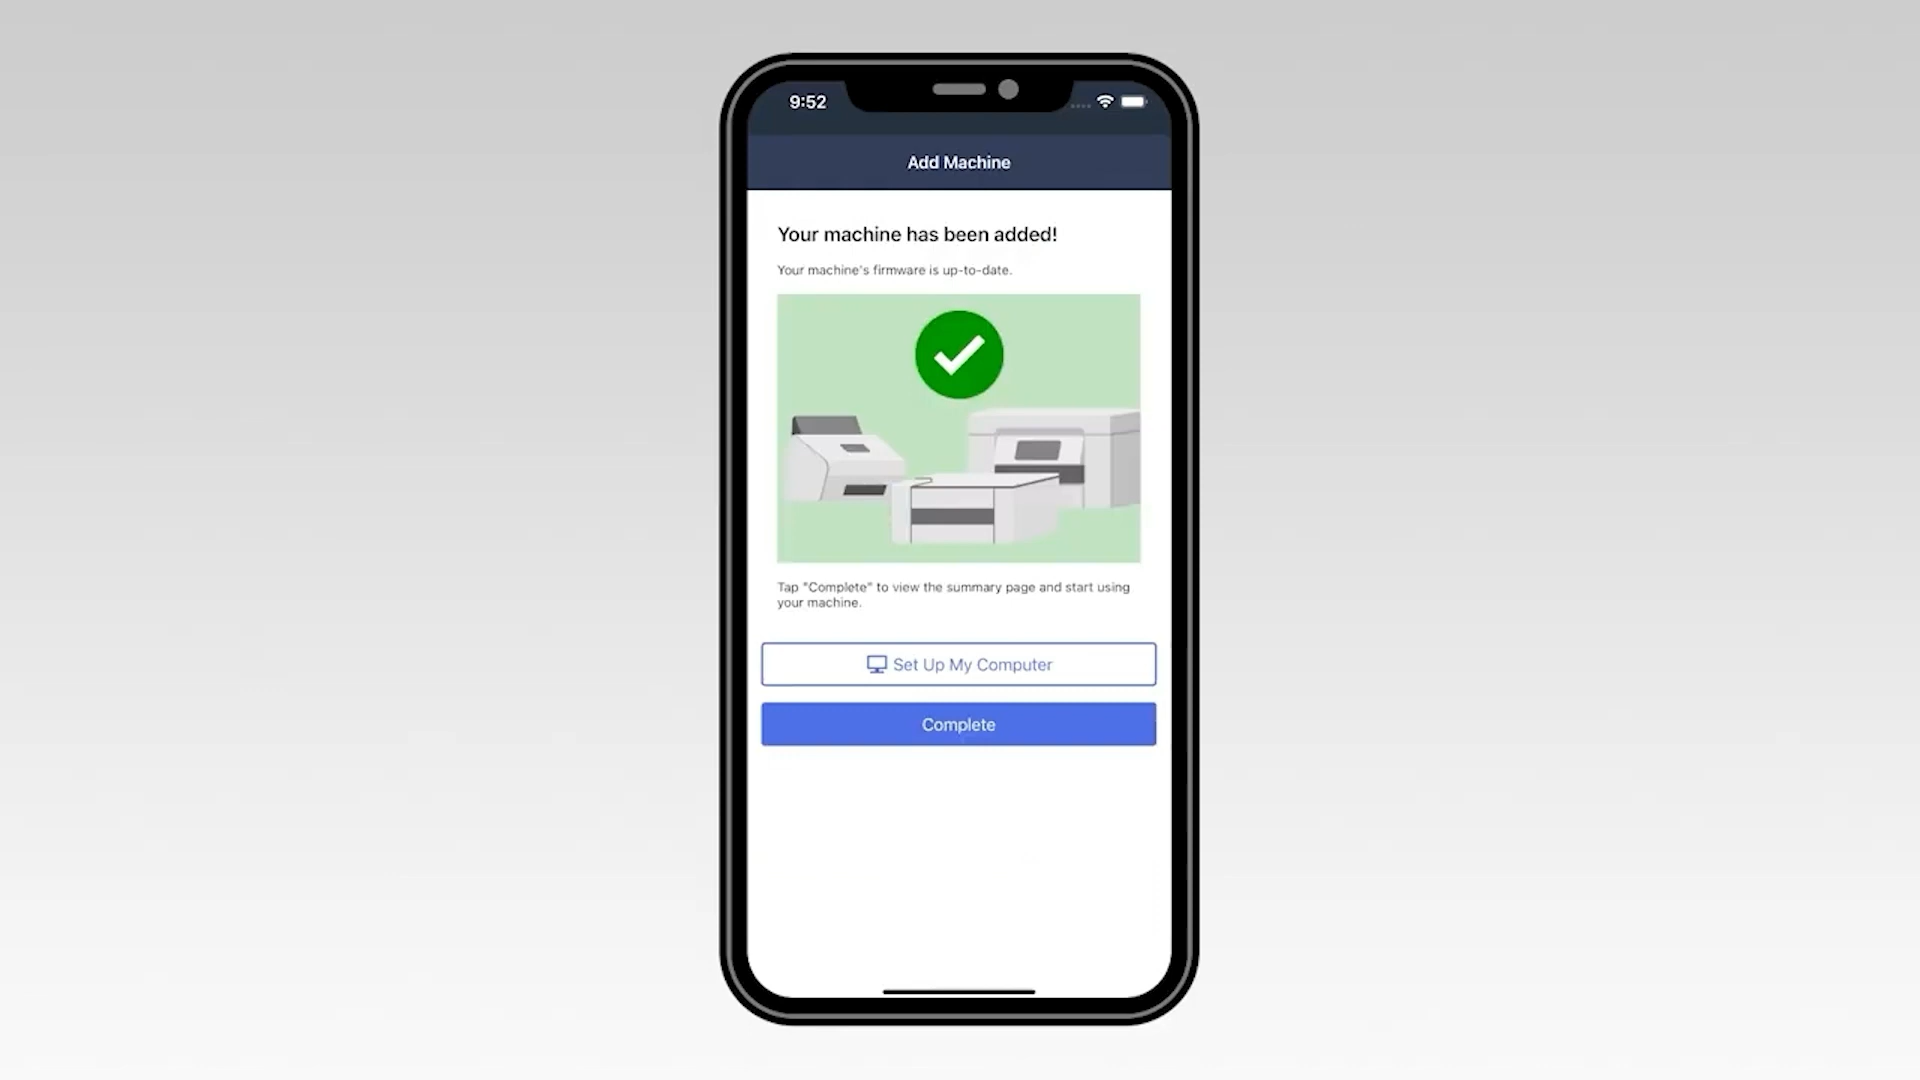 9:52
Add Machine
Your machine has been added!
Your machine's firmware is up-to-date.
Tap "Complete" to view the summary page and start using
your machine.
Set Up My Computer
Complete